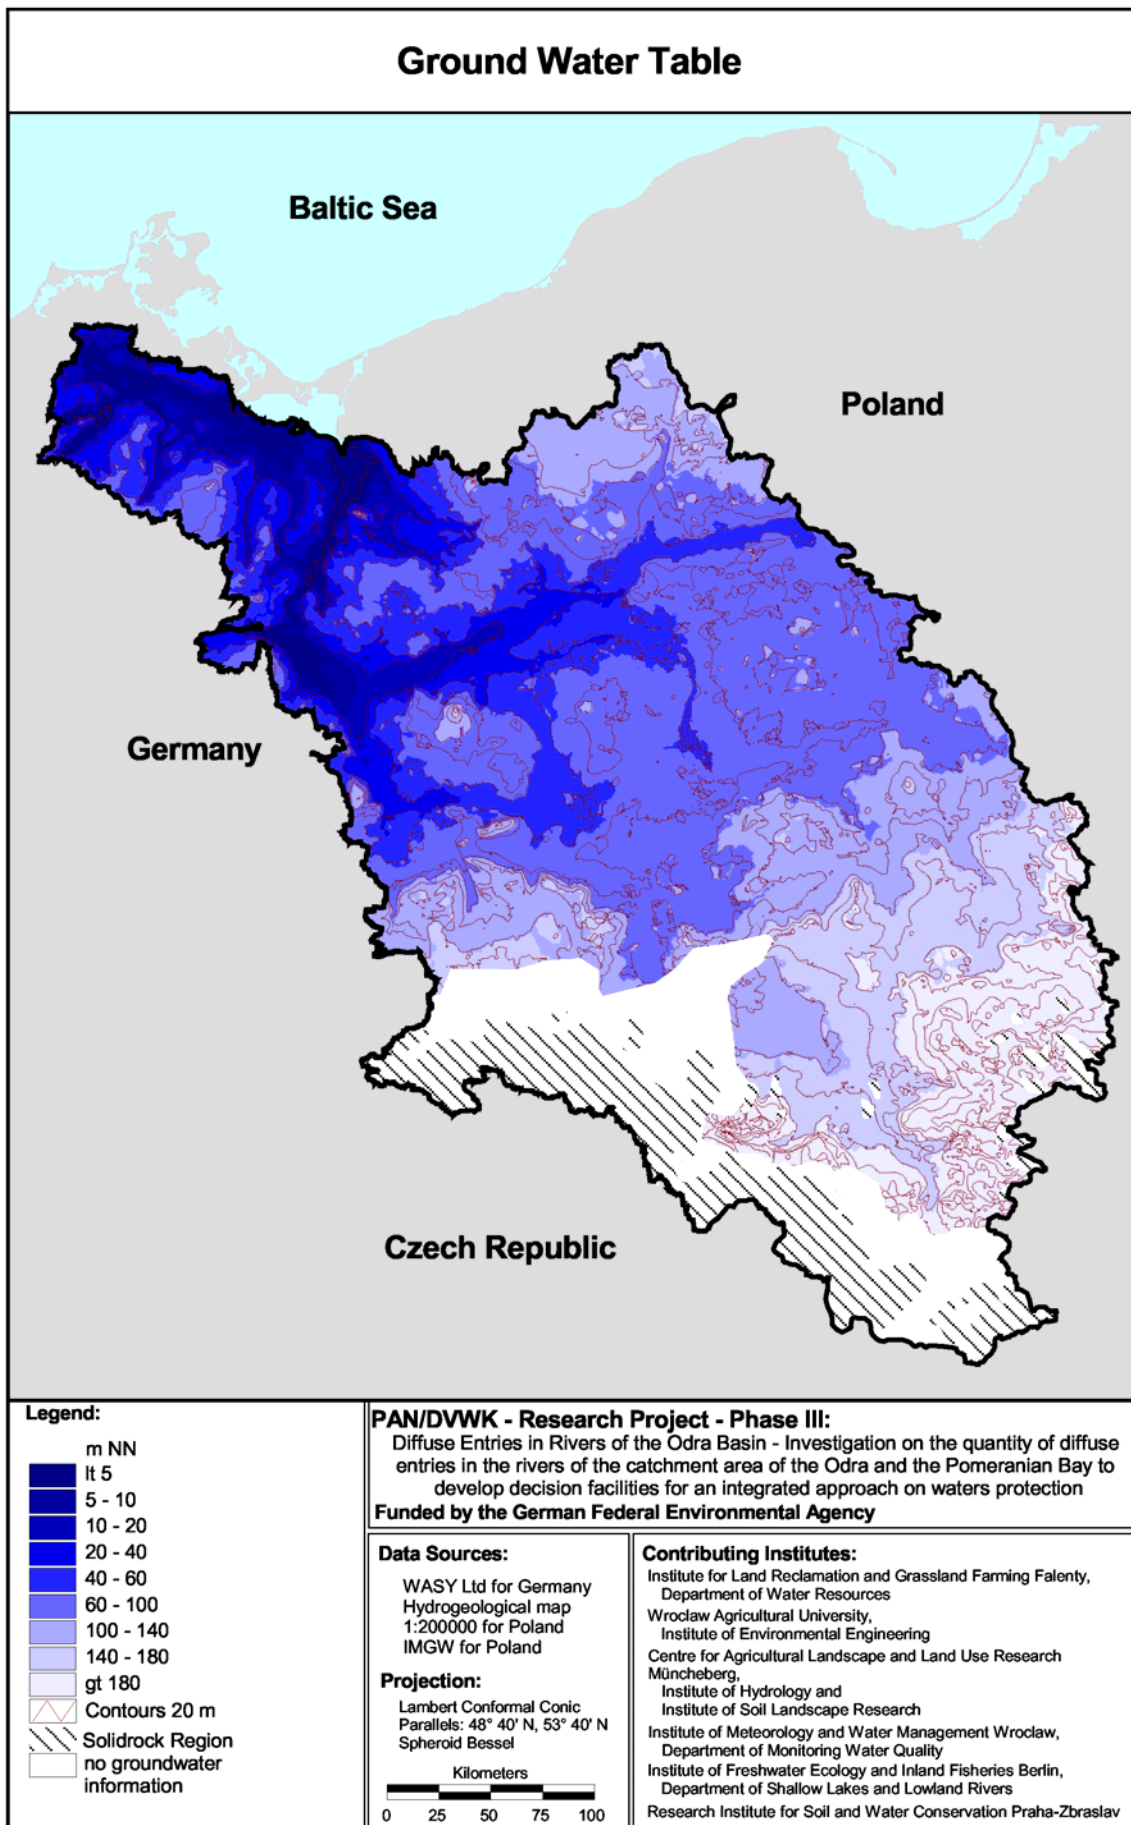 Ground Water Table
Baltic Sea
Poland
Germany
Czech Republic
Legend:
m NN
lt 5
5 - 10
10 - 20
20 - 40
40 - 60
60 - 100
100 - 140
140 - 180
gt 180
Contours 20 m
Solidrock Region
no groundwater
information
PAN/DVWK - Research Project - Phase III:
Diffuse Entries in Rivers of the Odra Basin - Investigation on the quantity of diffuse
entries in the rivers of the catchment area of the Odra and the Pomeranian Bay to
develop decision facilities for an integrated approach on waters protection
Funded by the German Federal Environmental Agency
Data Sources:
WASY Ltd for Germany
Hydrogeological map
1:200000 for Poland
IMGW for Poland
Projection:
Lambert Conformal Conic
Parallels: 48° 40' N, 53° 40' N
Spheroid Bessel
Kilometers
0 25 50 75 100
Contributing Institutes:
Institute for Land Reclamation and Grassland Farming Falenty,
Department of Water Resources
Wroclaw Agricultural University,
Institute of Environmental Engineering
Centre for Agricultural Landscape and Land Use Research
Müncheberg,
Institute of Hydrology and
Institute of Soil Landscape Research
Institute of Meteorology and Water Management Wroclaw,
Department of Monitoring Water Quality
Institute of Freshwater Ecology and Inland Fisheries Berlin,
Department of Shallow Lakes and Lowland Rivers
Research Institute for Soil and Water Conservation Praha-Zbraslav